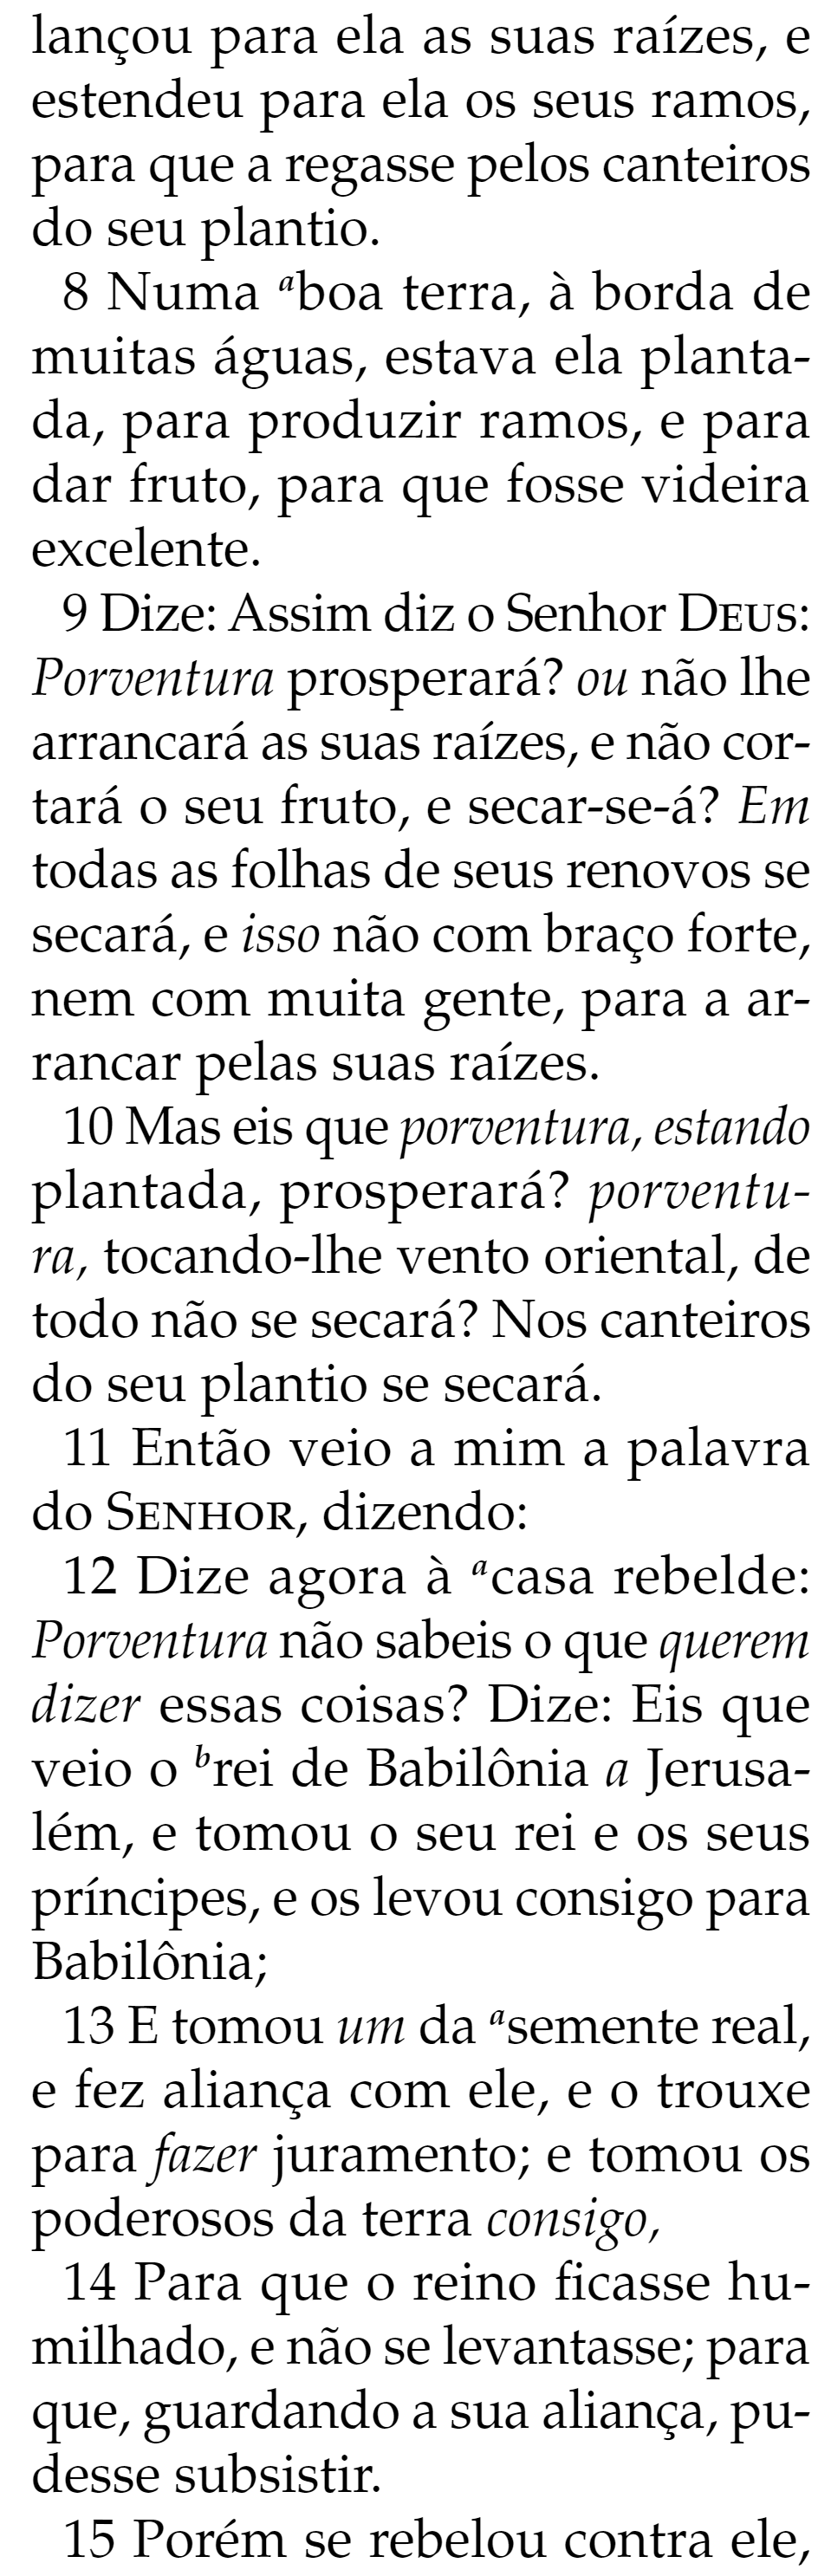 lançou para ela as suas raízes, e
estendeu para ela os seus ramos,
para que a regasse pelos canteiros
do seu plantio.
8 Numa ᵃboa terra, à borda de
muitas águas, estava ela planta-
da, para produzir ramos, e para
dar fruto, para que fosse videira
excelente.
9 Dize: Assim diz o Senhor DEUS:
Porventura prosperará? ou não lhe
arrancará as suas raízes, e não cor-
tará o seu fruto, e secar-se-á? Em
todas as folhas de seus renovos se
secará, e isso não com braço forte,
nem com muita gente, para a ar-
rancar pelas suas raízes.
10 Mas eis que porventura, estando
plantada, prosperará? porventu-
ra, tocando-lhe vento oriental, de
todo não se secará? Nos canteiros
do seu plantio se secará.
11 Então veio a mim a palavra
do SENHOR, dizendo:
12 Dize agora à ᵃcasa rebelde:
Porventura não sabeis o que querem
dizer essas coisas? Dize: Eis que
veio o ᵇrei de Babilônia a Jerusa-
lém, e tomou o seu rei e os seus
príncipes, e os levou consigo para
Babilônia;
13 E tomou um da ᵃsemente real,
e fez aliança com ele, e o trouxe
para fazer juramento; e tomou os
poderosos da terra consigo,
14 Para que o reino ficasse hu-
milhado, e não se levantasse; para
que, guardando a sua aliança, pu-
desse subsistir.
15 Porém se rebelou contra ele,